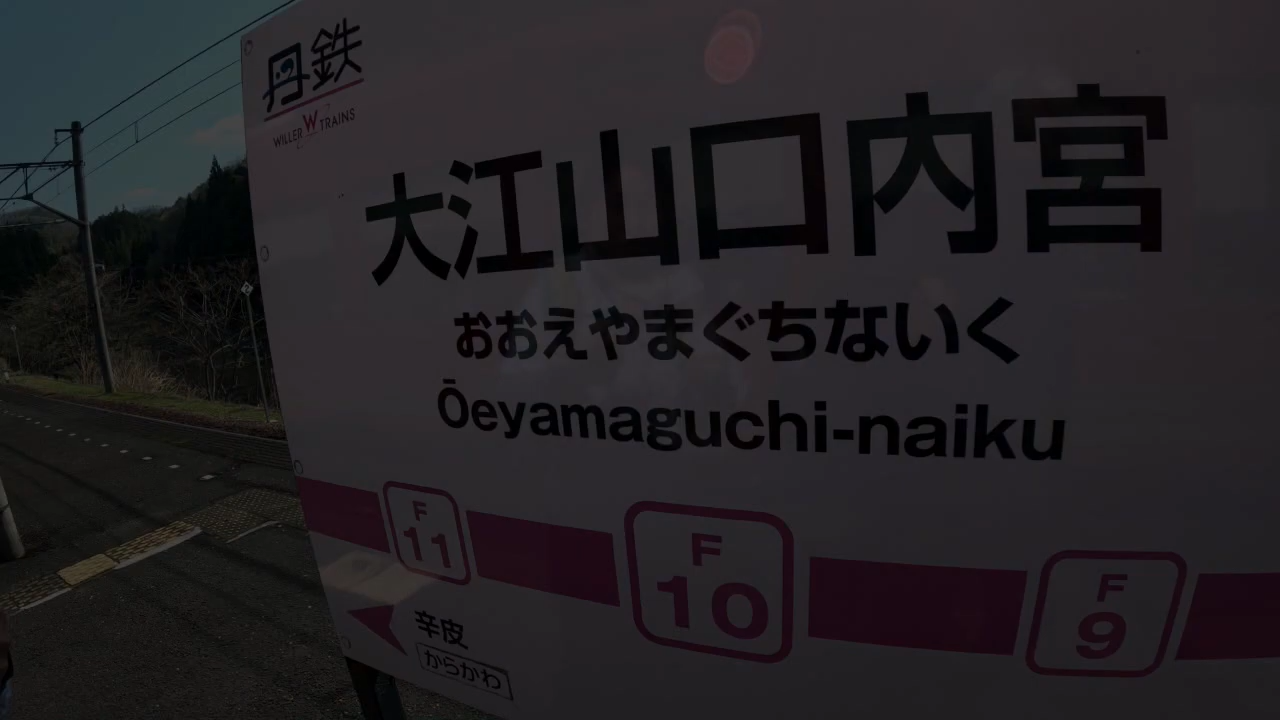 丹鉄
WILLER TRAINS
大江山口内宮
おおえやまぐちないく
Ōeyamaguchi-naiku
F
11
F
10
F
9
辛皮
からかわ